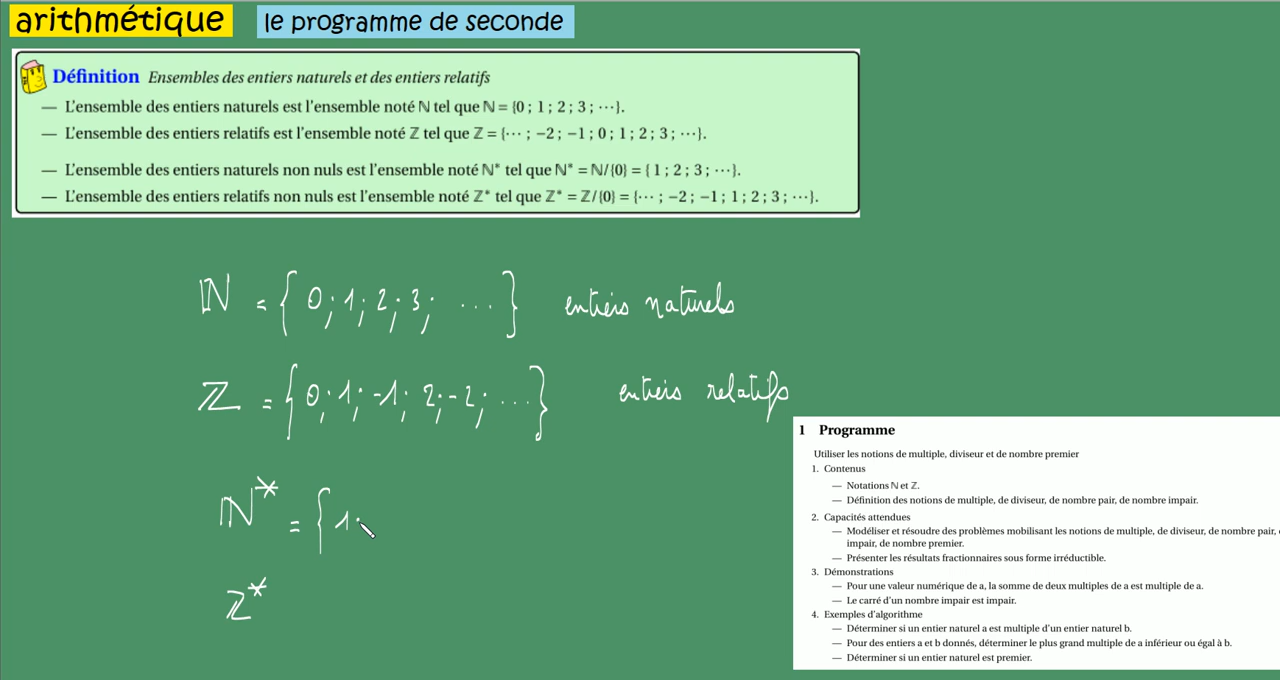 arithmétique le programme de seconde
Définition Ensembles des entiers naturels et des entiers relatifs
— L'ensemble des entiers naturels est l'ensemble noté ℕ tel que ℕ = {0 ; 1 ; 2 ; 3 ; ⋯}.
— L'ensemble des entiers relatifs est l'ensemble noté ℤ tel que ℤ = {⋯ ; −2 ; −1 ; 0 ; 1 ; 2 ; 3 ; ⋯}.
— L'ensemble des entiers naturels non nuls est l'ensemble noté ℕ* tel que ℕ* = ℕ/{0} = { 1 ; 2 ; 3 ; ⋯}.
— L'ensemble des entiers relatifs non nuls est l'ensemble noté ℤ* tel que ℤ* = ℤ/{0} = {⋯ ; −2 ; −1 ; 1 ; 2 ; 3 ; ⋯}.
ℕ = { 0 ; 1 ; 2 ; 3 ; ... } entiers naturels
ℤ = { 0 ; 1 ; -1 ; 2 ; -2 ; ... } entiers relatifs
ℕ* = { 1 ;
ℤ*
1 Programme
Utiliser les notions de multiple, diviseur et de nombre premier
1. Contenus
— Notations ℕ et ℤ.
— Définition des notions de multiple, de diviseur, de nombre pair, de nombre impair.
2. Capacités attendues
— Modéliser et résoudre des problèmes mobilisant les notions de multiple, de diviseur, de nombre pair,
impair, de nombre premier.
— Présenter les résultats fractionnaires sous forme irréductible.
3. Démonstrations
— Pour une valeur numérique de a, la somme de deux multiples de a est multiple de a.
— Le carré d'un nombre impair est impair.
4. Exemples d'algorithme
— Déterminer si un entier naturel a est multiple d'un entier naturel b.
— Pour des entiers a et b donnés, déterminer le plus grand multiple de a inférieur ou égal à b.
— Déterminer si un entier naturel est premier.